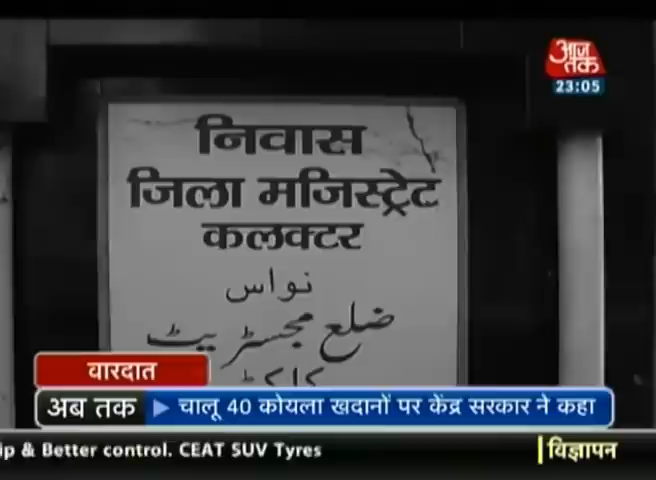 आज तक
23:05
निवास
जिला मजिस्ट्रेट
कलक्टर
نواس
ضلع مجسٹریٹ
वारदात
अब तक
चालू 40 कोयला खदानों पर केंद्र सरकार ने कहा
& Better control. CEAT SUV Tyres
विज्ञापन